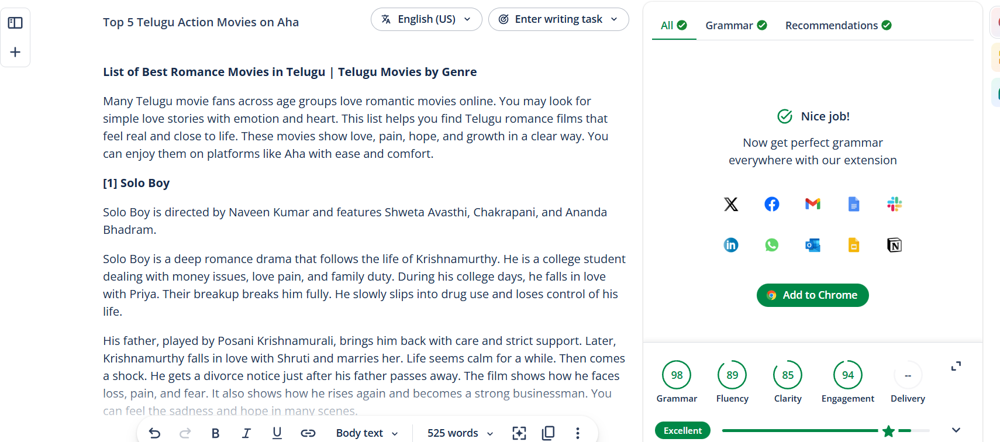 Top 5 Telugu Action Movies on Aha
English (US)
Enter writing task
List of Best Romance Movies in Telugu | Telugu Movies by Genre
Many Telugu movie fans across age groups love romantic movies online. You may look for
simple love stories with emotion and heart. This list helps you find Telugu romance films that
feel real and close to life. These movies show love, pain, hope, and growth in a clear way. You
can enjoy them on platforms like Aha with ease and comfort.
[1] Solo Boy
Solo Boy is directed by Naveen Kumar and features Shweta Avasthi, Chakrapani, and Ananda
Bhadram.
Solo Boy is a deep romance drama that follows the life of Krishnamurthy. He is a college student
dealing with money issues, love pain, and family duty. During his college days, he falls in love
with Priya. Their breakup breaks him fully. He slowly slips into drug use and loses control of his
life.
His father, played by Posani Krishnamurali, brings him back with care and strict support. Later,
Krishnamurthy falls in love with Shruti and marries her. Life seems calm for a while. Then comes
a shock. He gets a divorce notice just after his father passes away. The film shows how he faces
loss, pain, and fear. It also shows how he rises again and becomes a strong businessman. You
can feel the sadness and hope in many scenes.
B I U
Body text
525 words
All
Grammar
Recommendations
Nice job!
Now get perfect grammar
everywhere with our extension
Add to Chrome
98 89 85 94 --
Grammar Fluency Clarity Engagement Delivery
Excellent